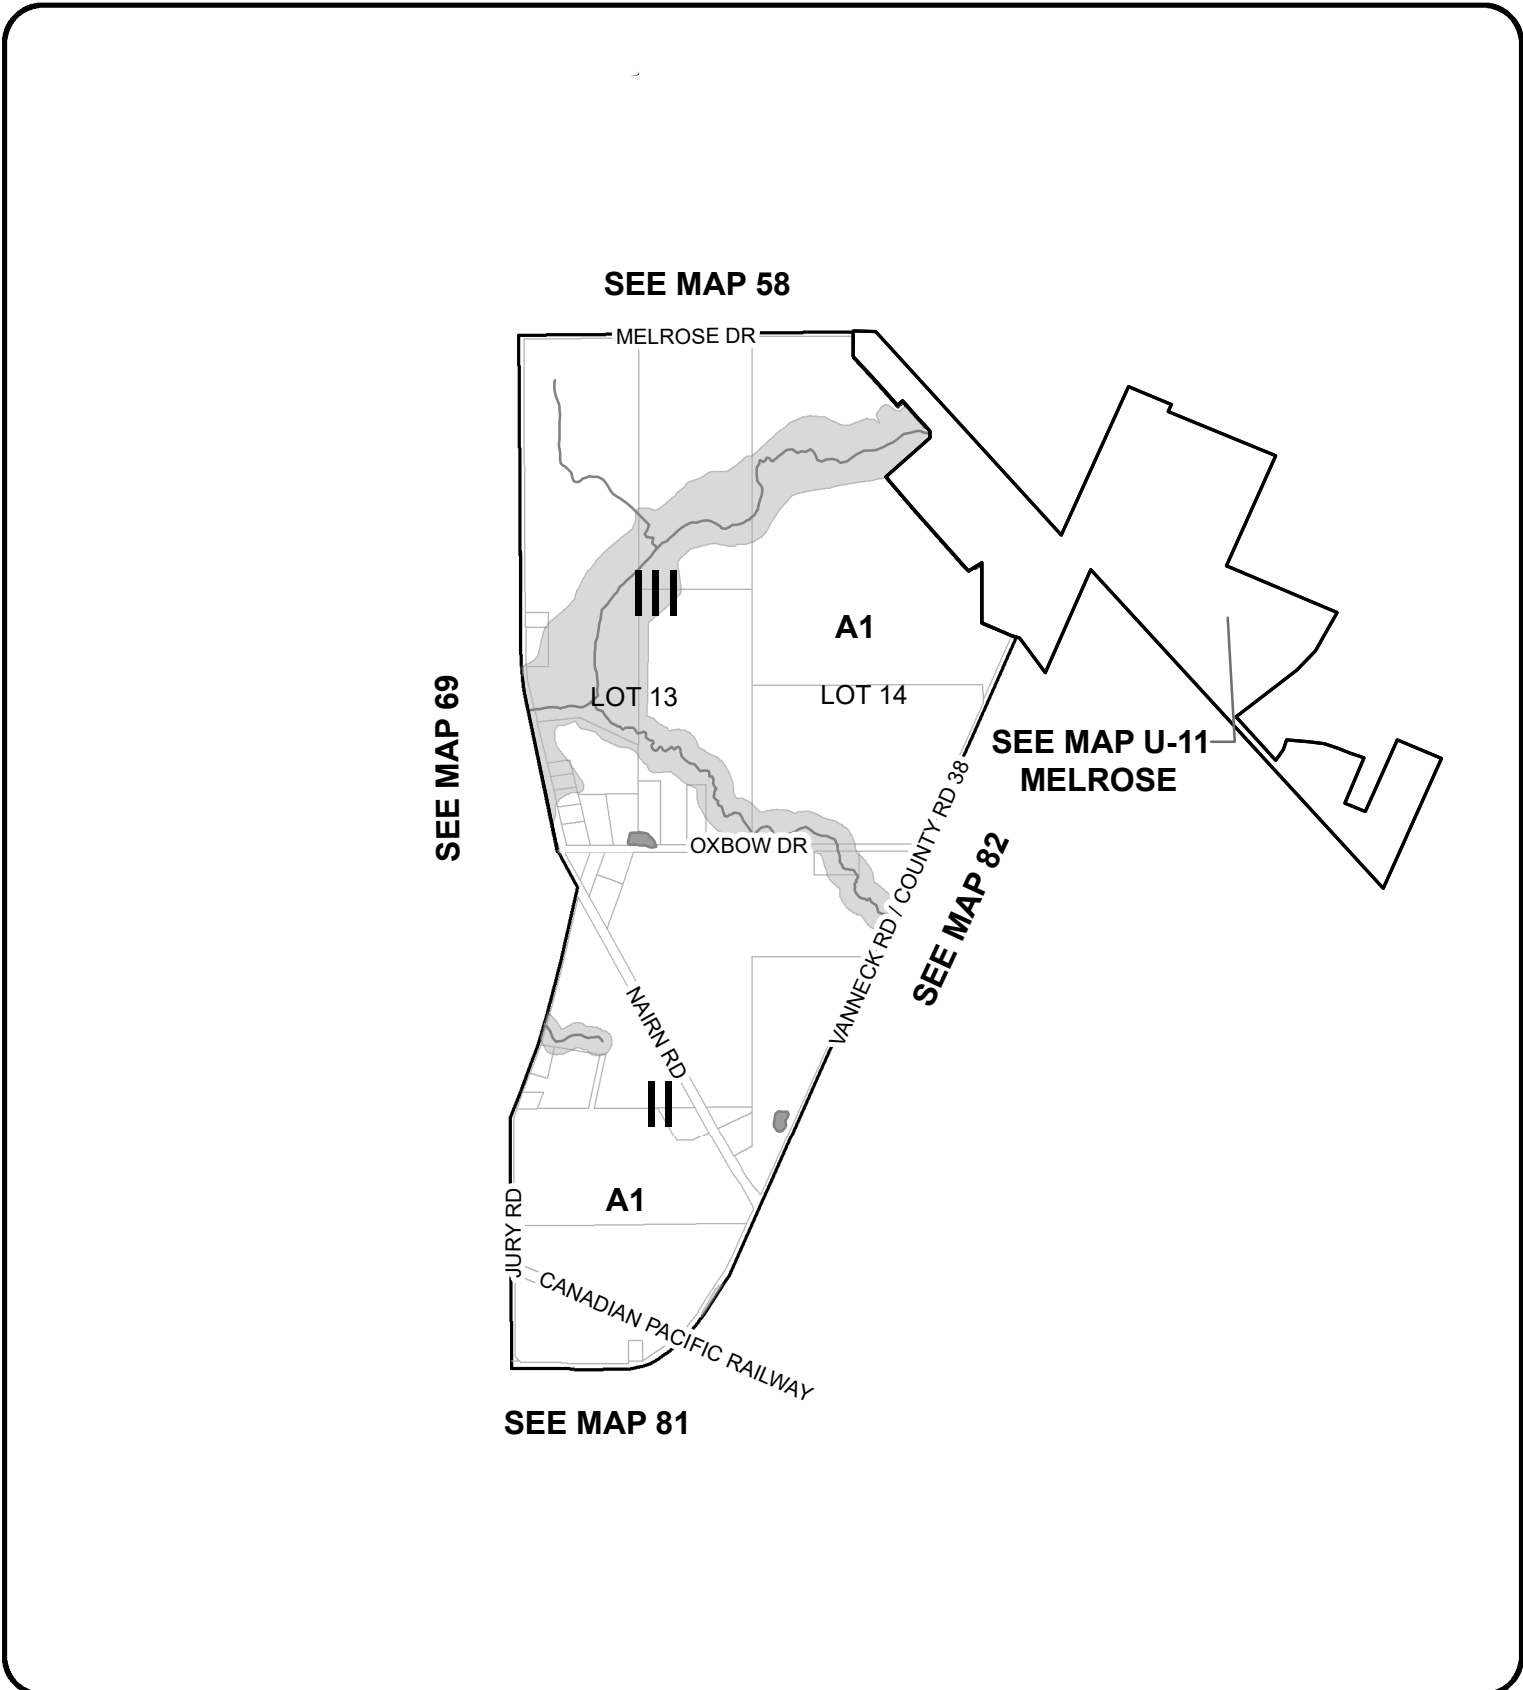 SEE MAP 58
MELROSE DR
III
A1
LOT 13
LOT 14
SEE MAP 69
SEE MAP U-11
MELROSE
OXBOW DR
VANNECK RD / COUNTY RD 38
SEE MAP 82
NAIRN RD
II
A1
JURY RD
CANADIAN PACIFIC RAILWAY
SEE MAP 81